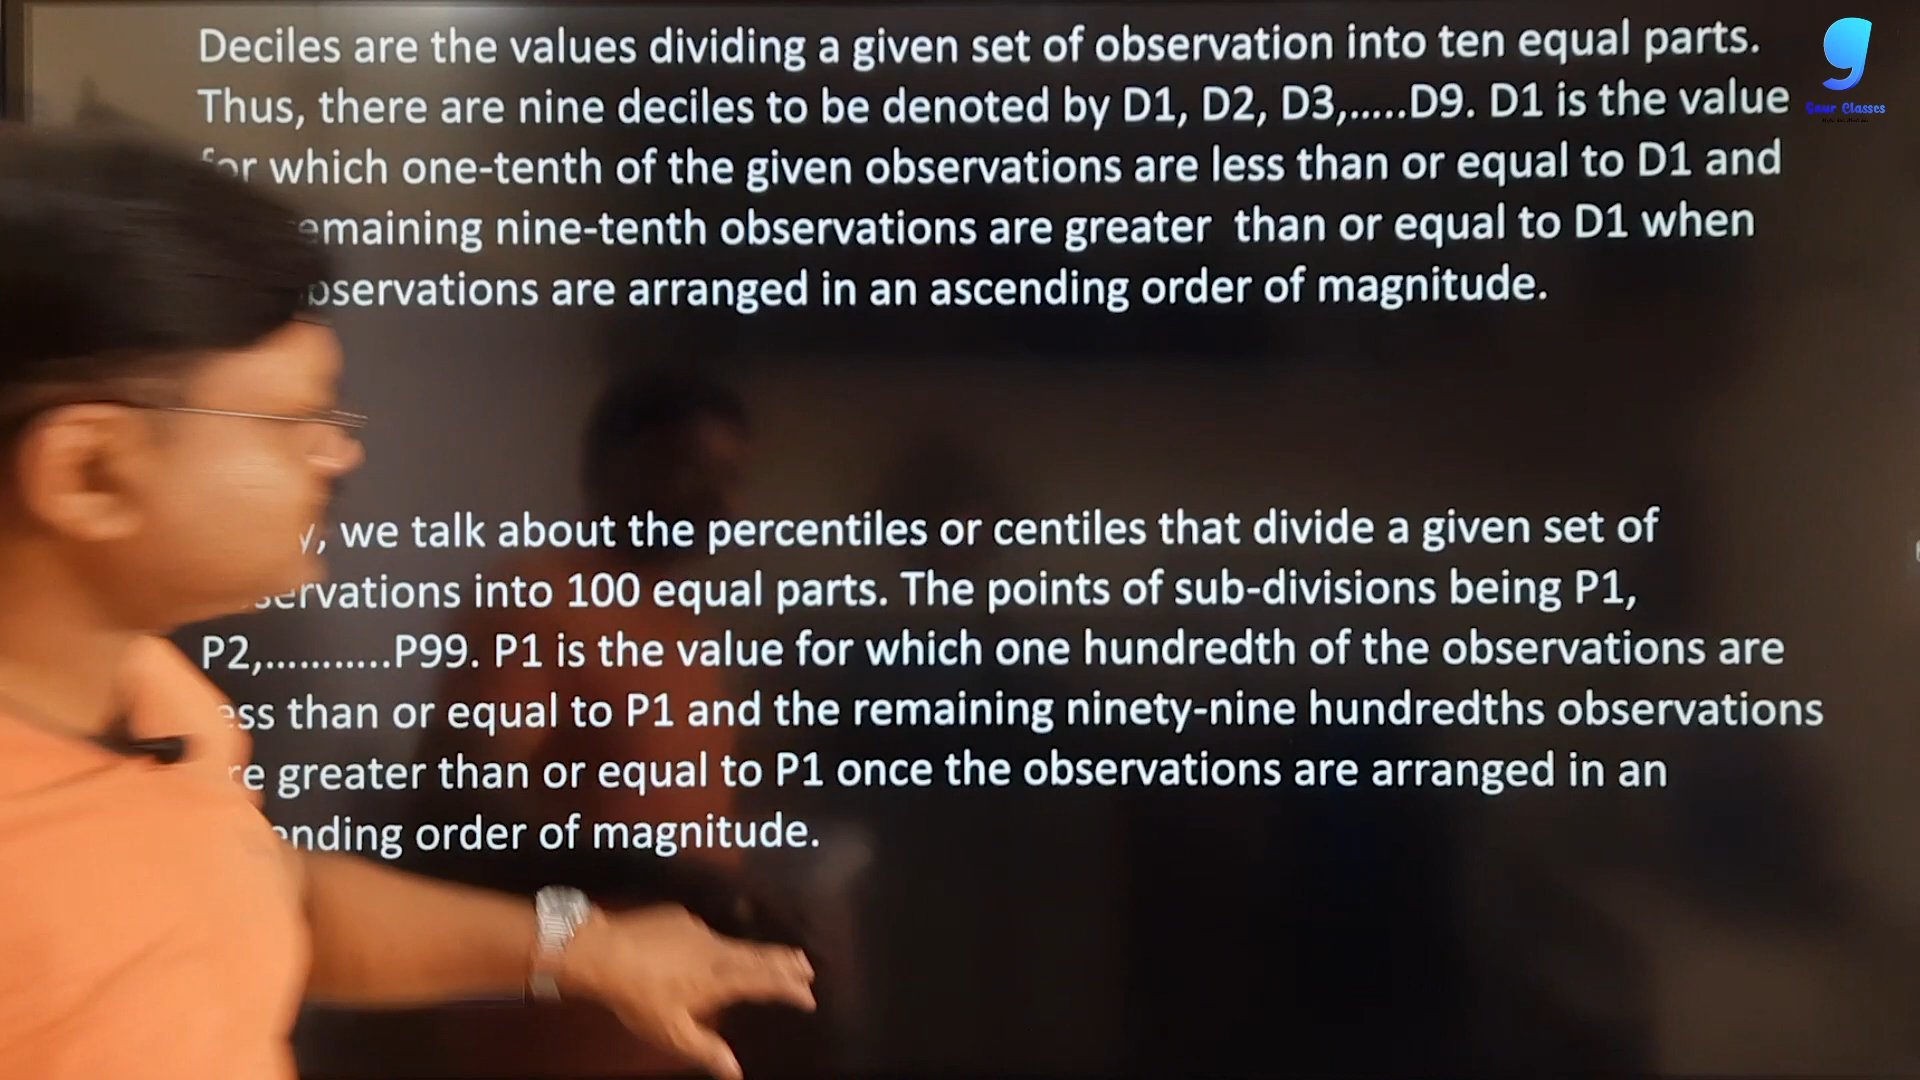 Deciles are the values dividing a given set of observation into ten equal parts.
Thus, there are nine deciles to be denoted by D1, D2, D3,.....D9. D1 is the value
which one-tenth of the given observations are less than or equal to D1 and
nine-tenth observations are greater than or equal to D1 when
are arranged in an ascending order of magnitude.
we talk about the percentiles or centiles that divide a given set of
into 100 equal parts. The points of sub-divisions being P1,
P2,...........P99. P1 is the value for which one hundredth of the observations are
than or equal to P1 and the remaining ninety-nine hundredths observations
greater than or equal to P1 once the observations are arranged in an
order of magnitude.
Gour Classes